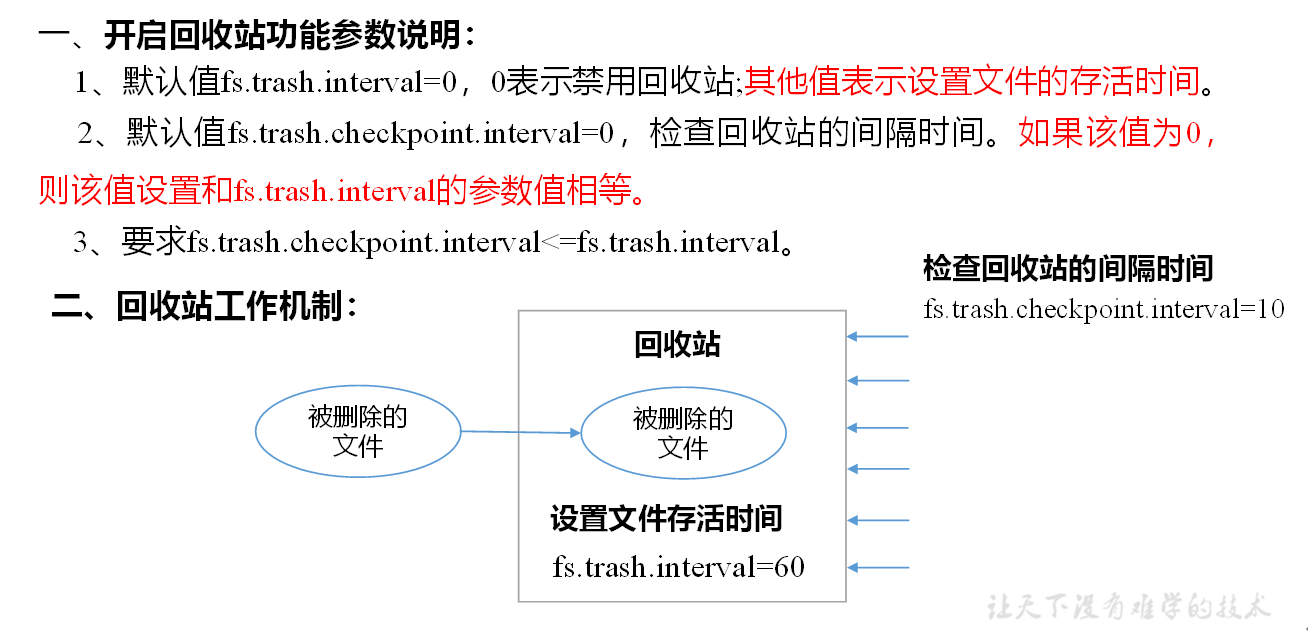 一、开启回收站功能参数说明：
1、默认值fs.trash.interval=0，0表示禁用回收站;其他值表示设置文件的存活时间。
2、默认值fs.trash.checkpoint.interval=0，检查回收站的间隔时间。如果该值为0，
则该值设置和fs.trash.interval的参数值相等。
3、要求fs.trash.checkpoint.interval<=fs.trash.interval。
二、回收站工作机制：
检查回收站的间隔时间
fs.trash.checkpoint.interval=10
回收站
被删除的
文件
被删除的
文件
设置文件存活时间
fs.trash.interval=60
让天下没有难学的技术